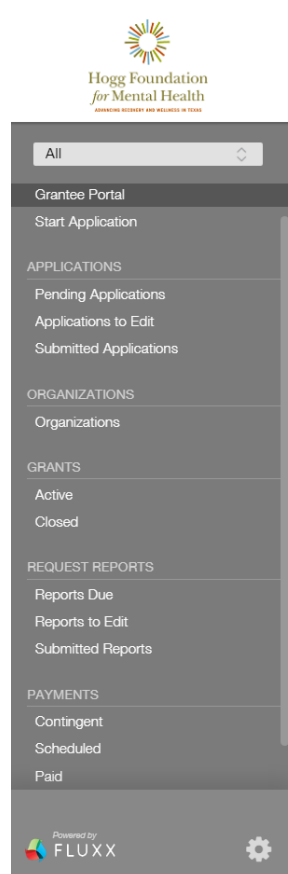 Hogg Foundation
for Mental Health
ADVANCING RECOVERY AND WELLNESS IN TEXAS
All
Grantee Portal
Start Application
APPLICATIONS
Pending Applications
Applications to Edit
Submitted Applications
ORGANIZATIONS
Organizations
GRANTS
Active
Closed
REQUEST REPORTS
Reports Due
Reports to Edit
Submitted Reports
PAYMENTS
Contingent
Scheduled
Paid
Powered by
FLUXX